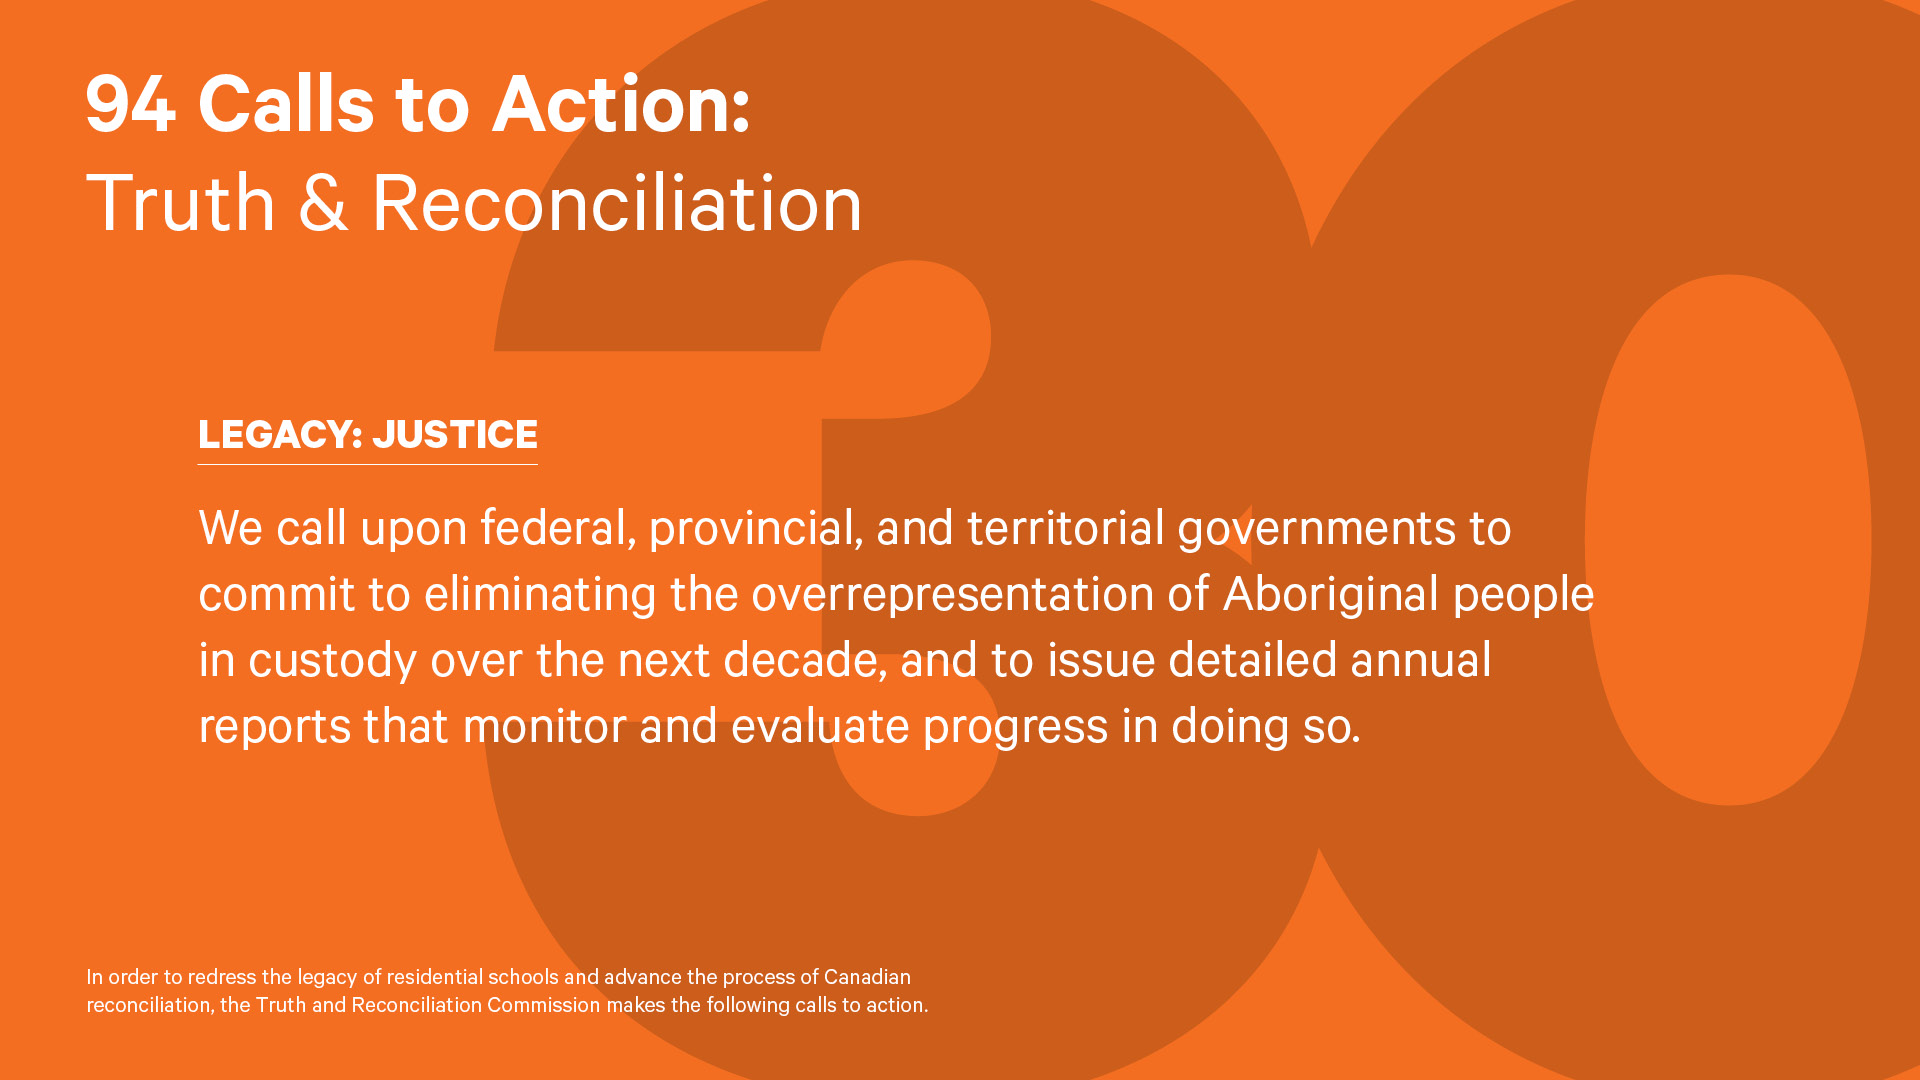 94 Calls to Action:
Truth & Reconciliation
30
LEGACY: JUSTICE
We call upon federal, provincial, and territorial governments to
commit to eliminating the overrepresentation of Aboriginal people
in custody over the next decade, and to issue detailed annual
reports that monitor and evaluate progress in doing so.
In order to redress the legacy of residential schools and advance the process of Canadian
reconciliation, the Truth and Reconciliation Commission makes the following calls to action.